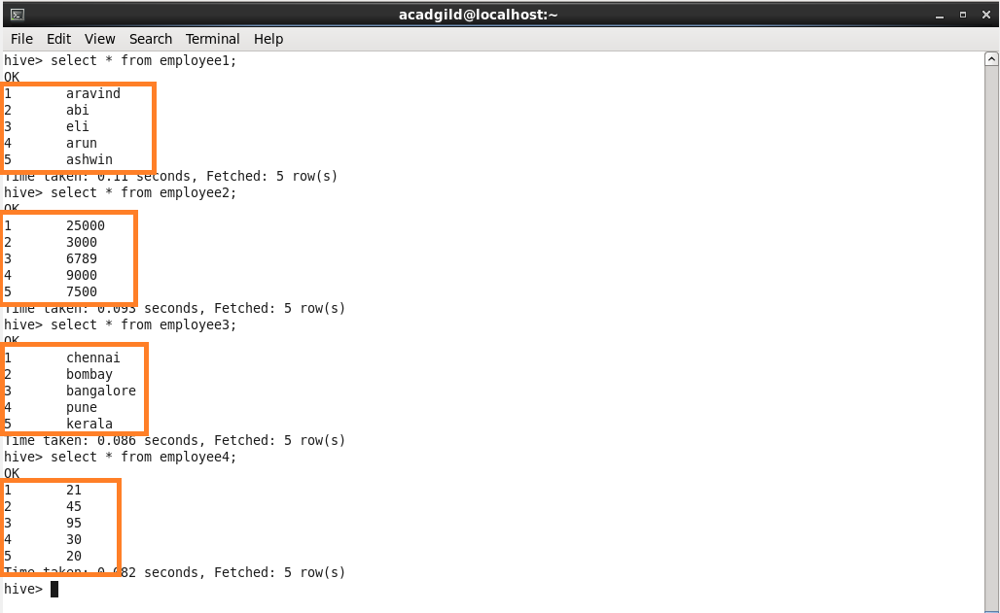 acadgild@localhost:~
File Edit View Search Terminal Help
hive> select * from employee1;
OK
1 aravind
2 abi
3 eli
4 arun
5 ashwin
Time taken: 0.11 seconds, Fetched: 5 row(s)
hive> select * from employee2;
OK
1 25000
2 3000
3 6789
4 9000
5 7500
Time taken: 0.093 seconds, Fetched: 5 row(s)
hive> select * from employee3;
OK
1 chennai
2 bombay
3 bangalore
4 pune
5 kerala
Time taken: 0.086 seconds, Fetched: 5 row(s)
hive> select * from employee4;
OK
1 21
2 45
3 95
4 30
5 20
Time taken: 0.082 seconds, Fetched: 5 row(s)
hive>